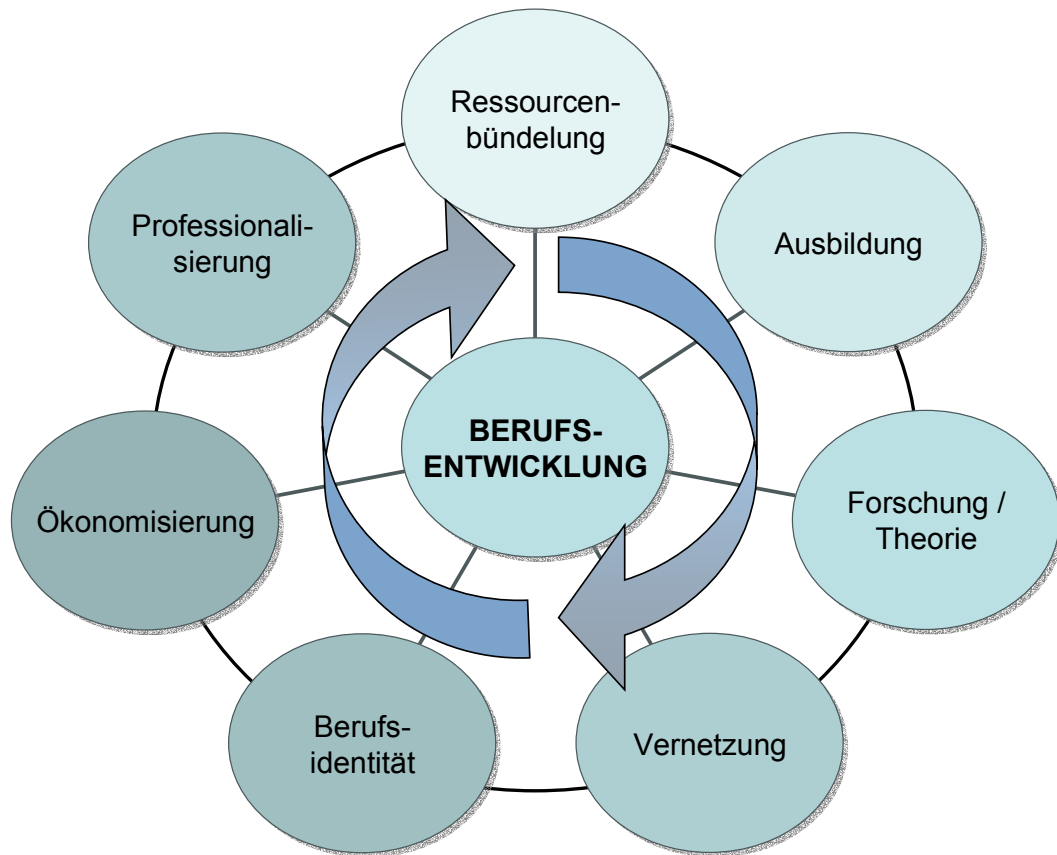 Ressourcen-
bündelung
Ausbildung
Forschung /
Theorie
Vernetzung
Berufs-
identität
Ökonomisierung
Professionali-
sierung
BERUFS-
ENTWICKLUNG